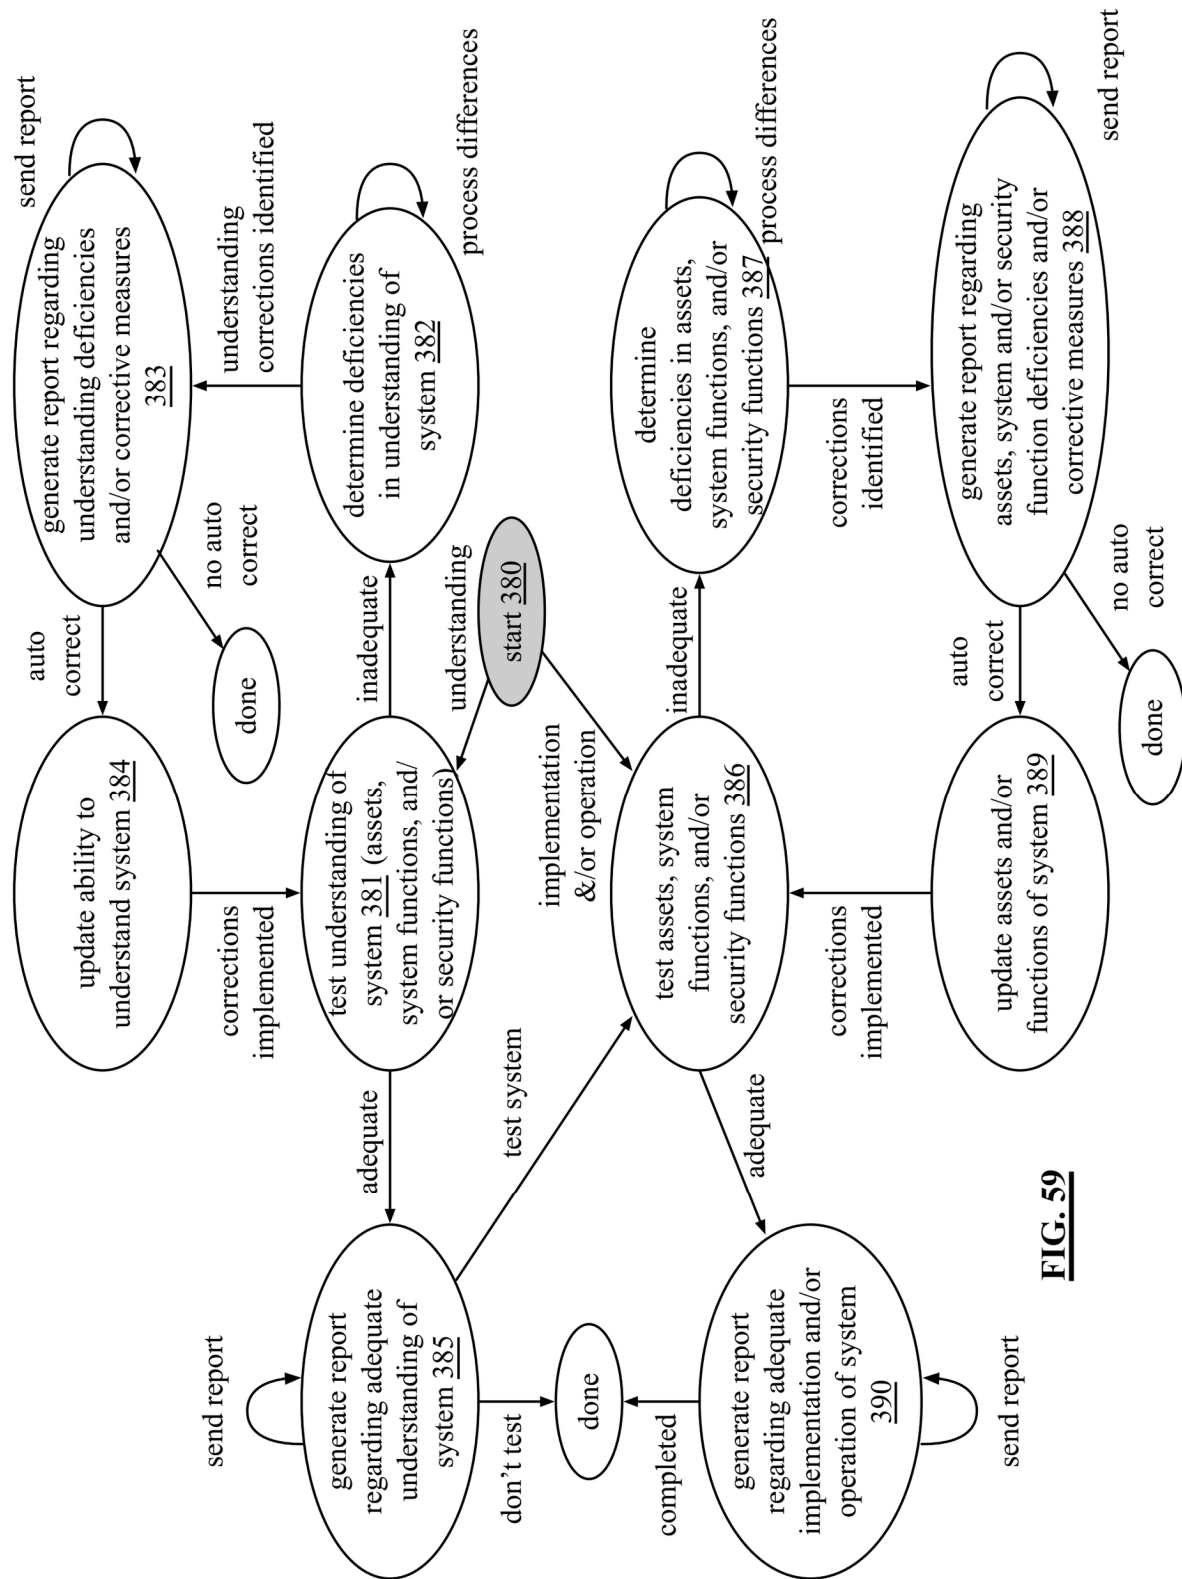 send report
generate report
regarding adequate
understanding of
system 385
adequate
test understanding of
system 381 (assets,
system functions, and/
or security functions)
corrections
implemented
update ability to
understand system 384
auto
correct
generate report regarding
understanding deficiencies
and/or corrective measures
383
send report
no auto
correct
done
understanding
corrections identified
inadequate
determine deficiencies
in understanding of
system 382
process differences
understanding
start 380
implementation
&/or operation
test system
don't test
done
completed
generate report
regarding adequate
implementation and/or
operation of system
390
send report
adequate
test assets, system
functions, and/or
security functions 386
inadequate
determine
deficiencies in assets,
system functions, and/or
security functions 387
process differences
corrections
identified
corrections
implemented
update assets and/or
functions of system 389
auto
correct
generate report regarding
assets, system and/or security
function deficiencies and/or
corrective measures 388
send report
no auto
correct
done
FIG. 59